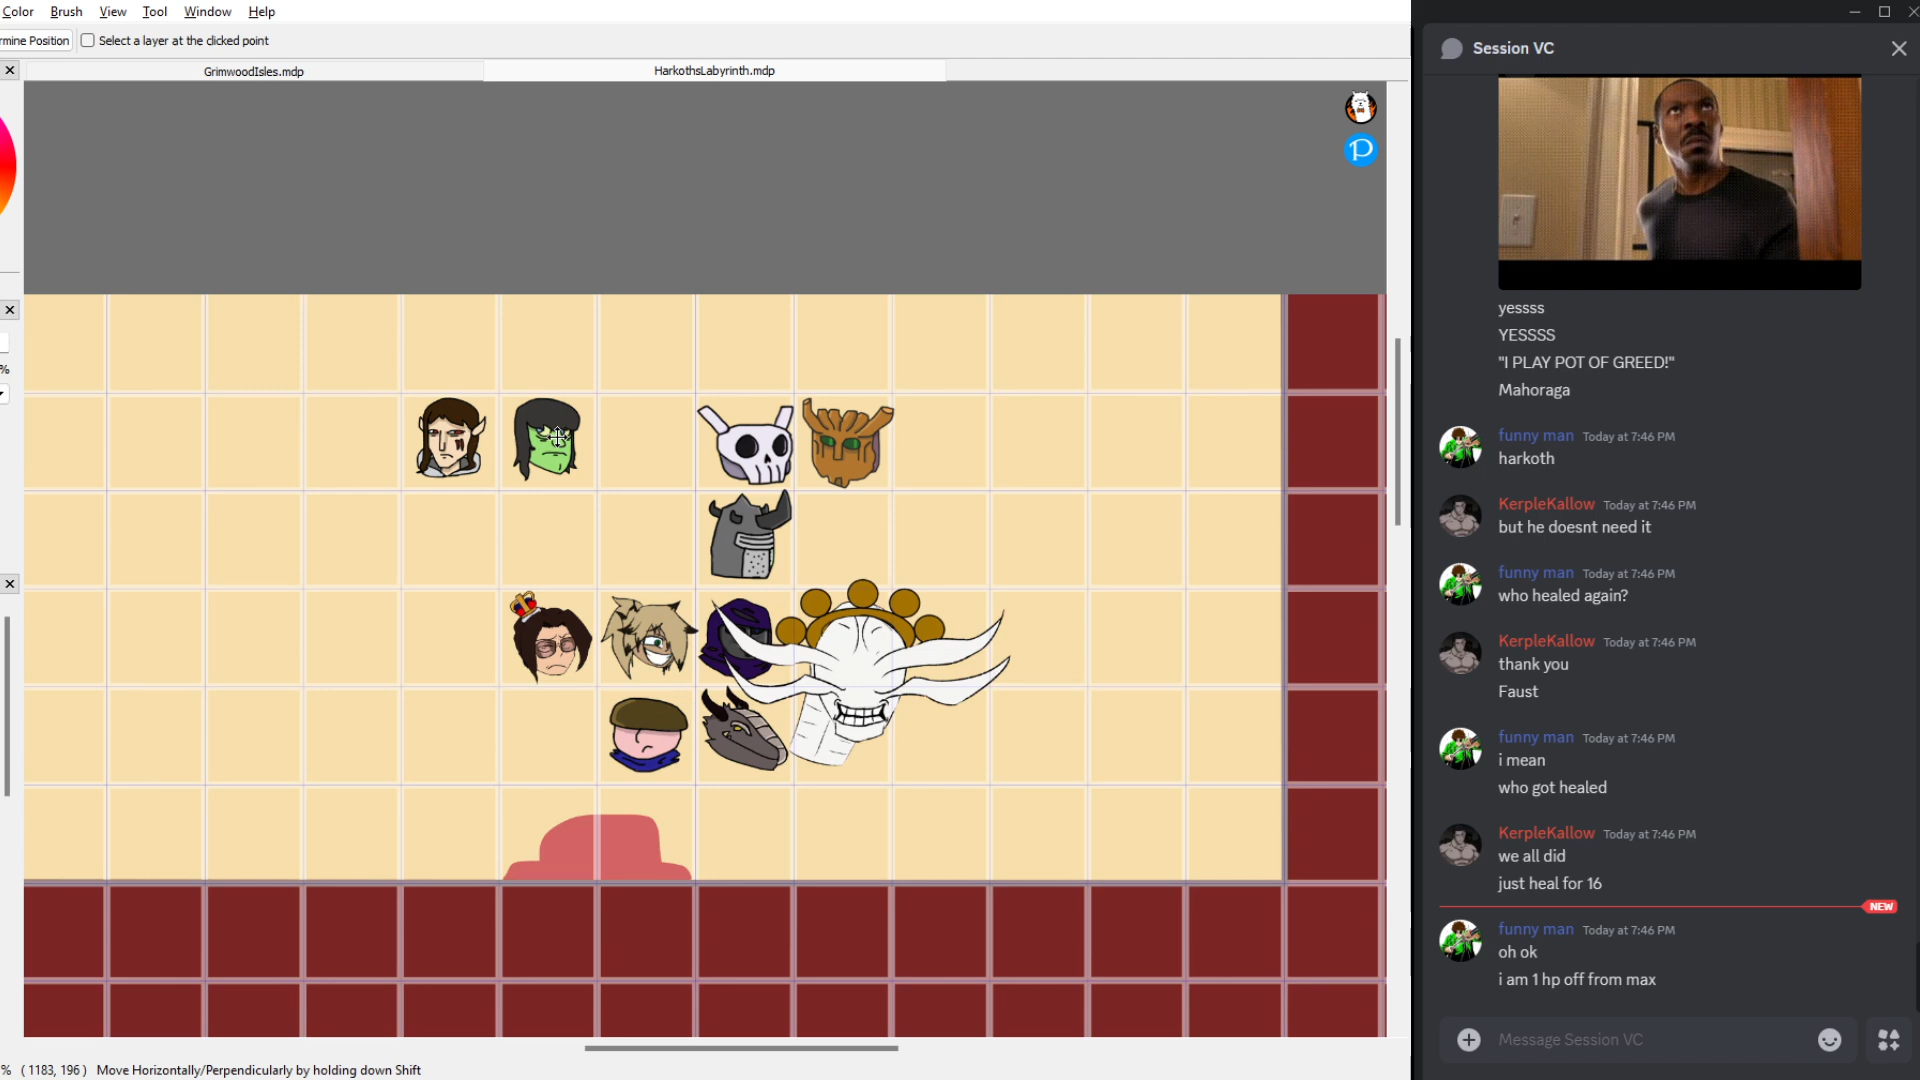 Color Brush View Tool Window Help
rmine Position Select a layer at the clicked point
GrimwoodIsles.mdp HarkothsLabyrinth.mdp
%
% ( 1183, 196 ) Move Horizontally/Perpendicularly by holding down Shift
Session VC
yessss
YESSSS
"I PLAY POT OF GREED!"
Mahoraga
funny man Today at 7:46 PM
harkoth
KerpleKallow Today at 7:46 PM
but he doesnt need it
funny man Today at 7:46 PM
who healed again?
KerpleKallow Today at 7:46 PM
thank you
Faust
funny man Today at 7:46 PM
i mean
who got healed
KerpleKallow Today at 7:46 PM
we all did
just heal for 16
NEW
funny man Today at 7:46 PM
oh ok
i am 1 hp off from max
Message Session VC